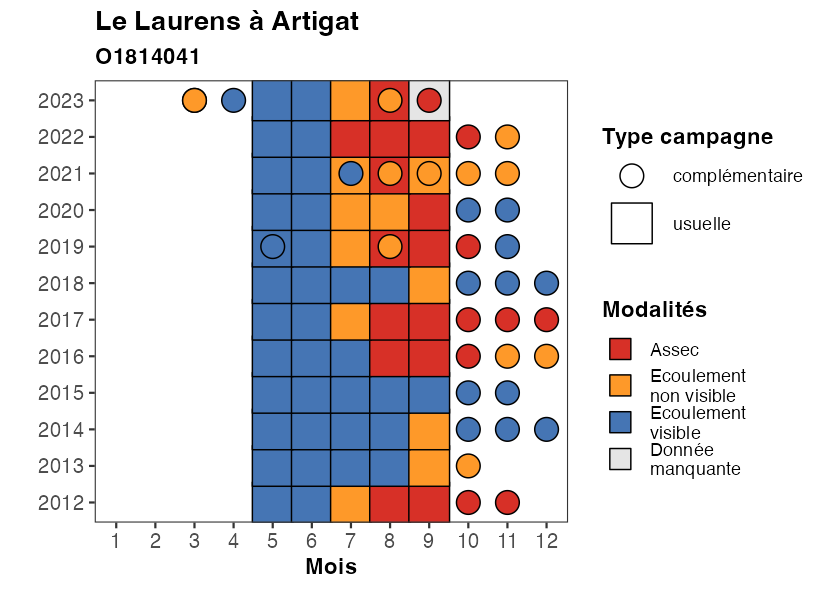 Le Laurens à Artigat
O1814041
2023
2022
2021
2020
2019
2018
2017
2016
2015
2014
2013
2012
1 2 3 4 5 6 7 8 9 10 11 12
Mois
Type campagne
complémentaire
usuelle
Modalités
Assec
Ecoulement
non visible
Ecoulement
visible
Donnée
manquante